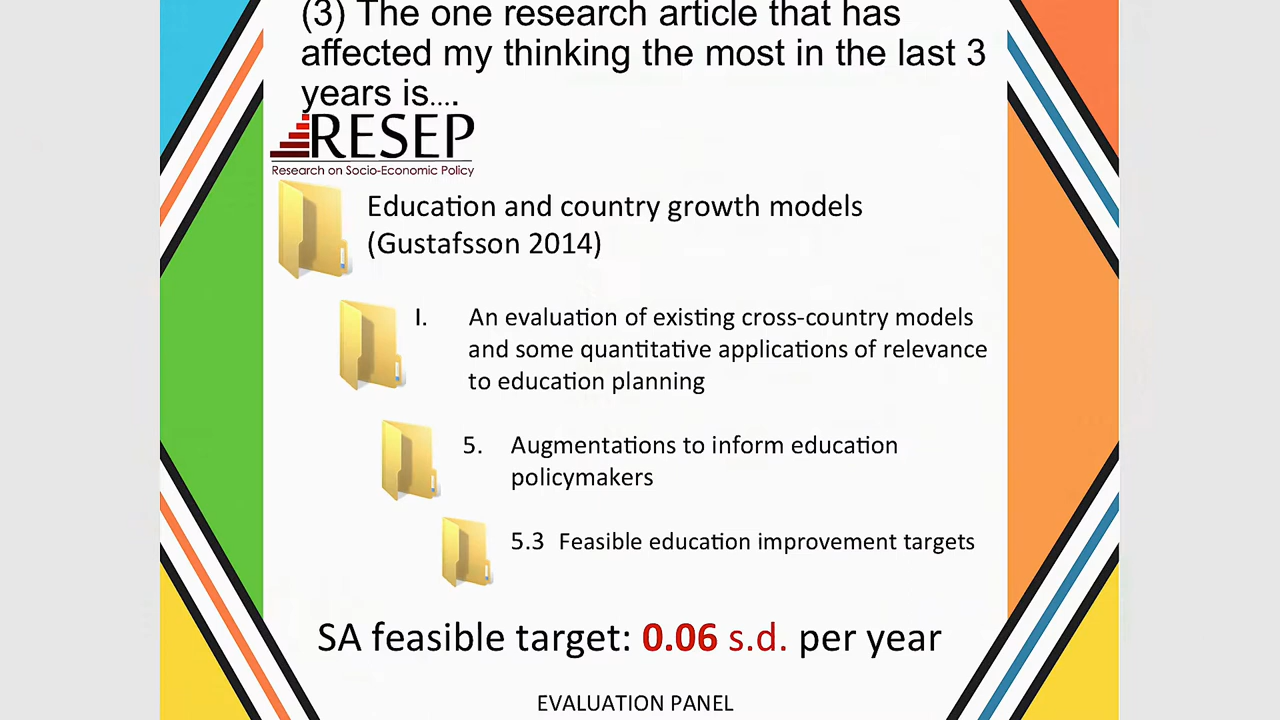 (3) The one research article that has
affected my thinking the most in the last 3
years is….
RESEP
Research on Socio-Economic Policy
Education and country growth models
(Gustafsson 2014)
I. An evaluation of existing cross-country models
and some quantitative applications of relevance
to education planning
5. Augmentations to inform education
policymakers
5.3 Feasible education improvement targets
SA feasible target: 0.06 s.d. per year
EVALUATION PANEL